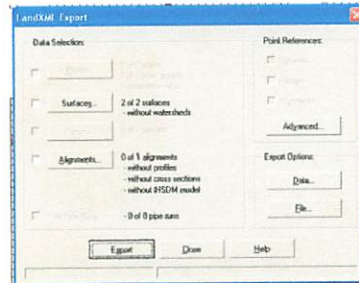 LandXML Export
Data Selection:
Surfaces...
2 of 2 surfaces
- without watersheds
Alignments...
0 of 1 alignments
- without profiles
- without cross sections
- without IHSDM model
- 0 of 0 pipe runs
Point References:
Advanced...
Export Options:
Data...
File...
Export
Close
Help